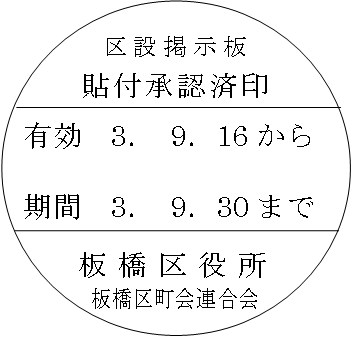 区設掲示板
貼付承認済印
有効 3. 9. 16から
期間 3. 9. 30まで
板橋区役所
板橋区町会連合会